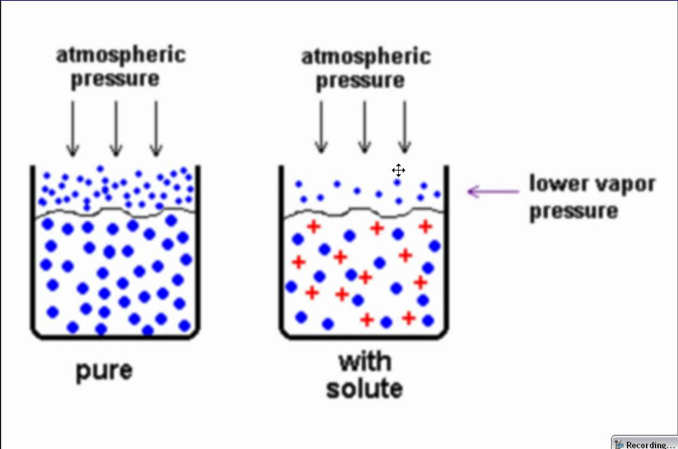 atmospheric
pressure
atmospheric
pressure
lower vapor
pressure
pure
with
solute
Recording...